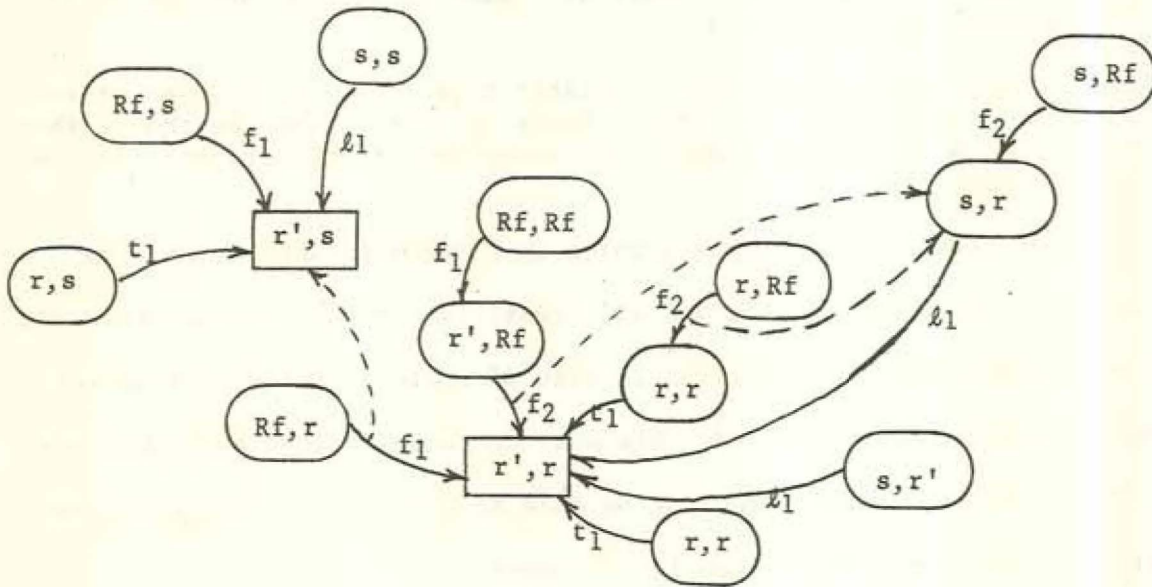 s,s
s,Rf
Rf,s
f2
f1
ℓ1
s,r
r',s
Rf,Rf
t1
f1
r,s
r,Rf
f2
ℓ1
r',Rf
r,r
f2
t1
Rf,r
f1
r',r
s,r'
ℓ1
t1
r,r